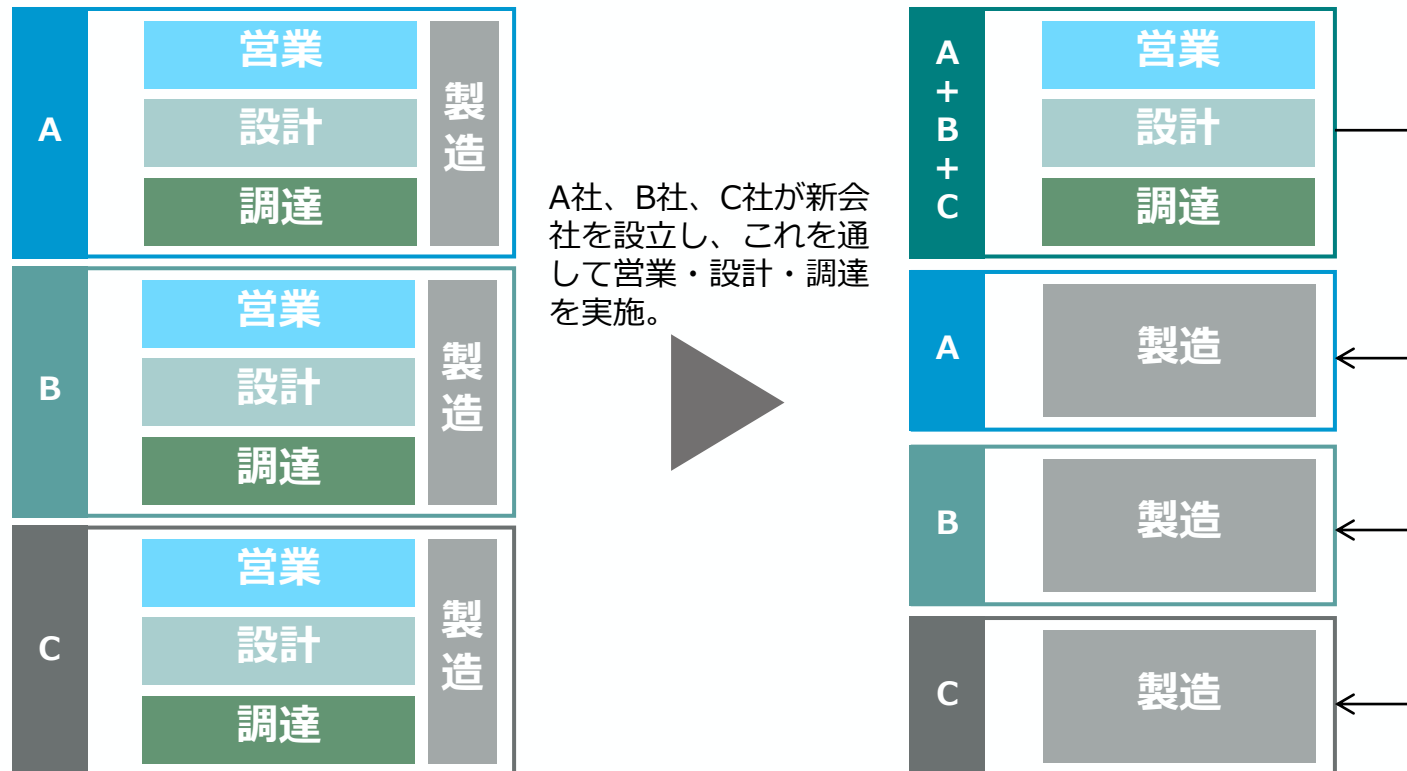 A
営業
設計
調達
製造
B
営業
設計
調達
製造
C
営業
設計
調達
製造
A社、B社、C社が新会
社を設立し、これを通
して営業・設計・調達
を実施。
A+B+C
営業
設計
調達
A
製造
B
製造
C
製造